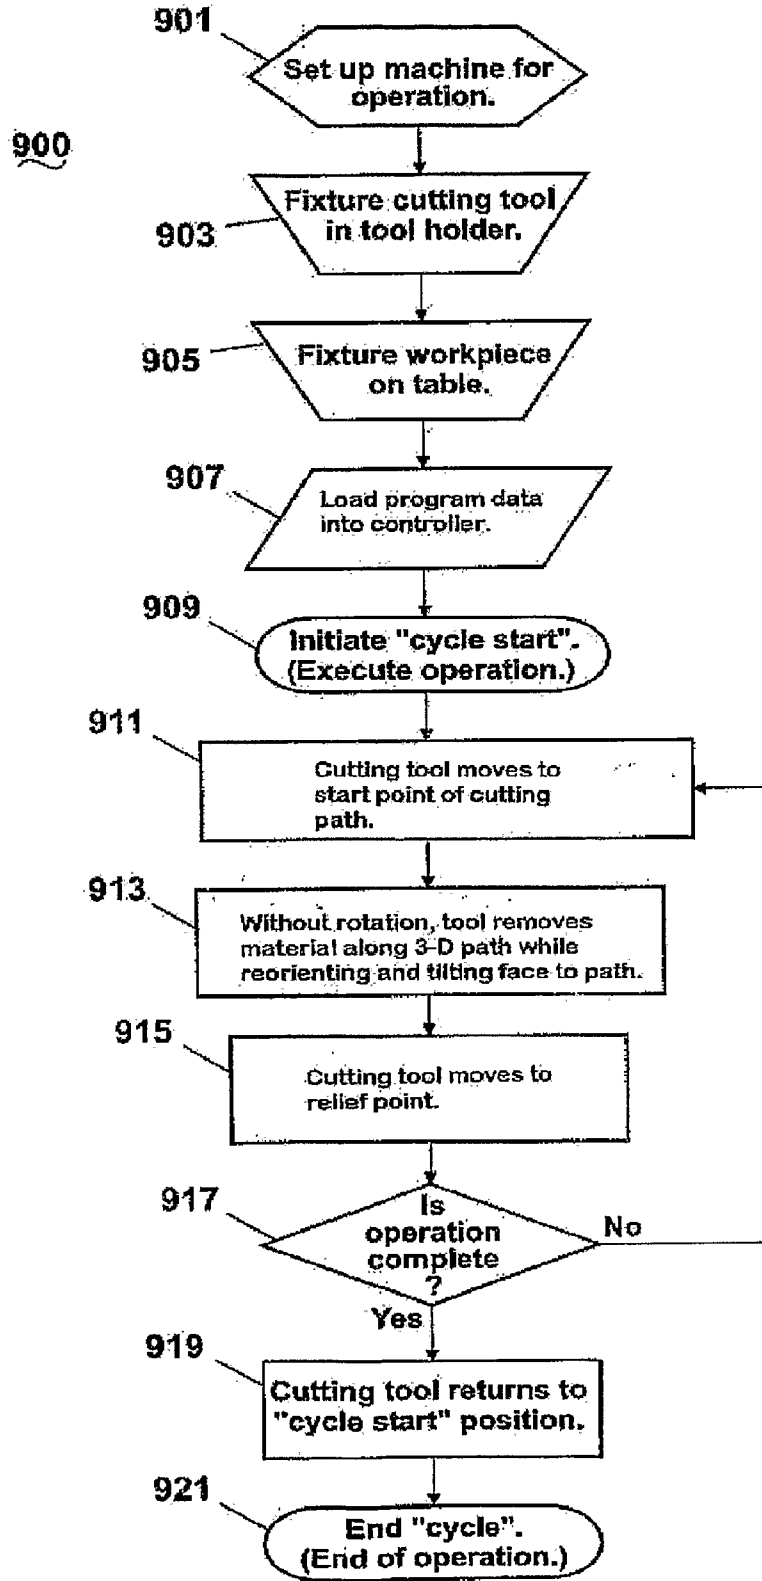 901
Set up machine for
operation.
900
903
Fixture cutting tool
in tool holder.
905
Fixture workpiece
on table.
907
Load program data
into controller.
909
Initiate "cycle start".
(Execute operation.)
911
Cutting tool moves to
start point of cutting
path.
913
Without rotation, tool removes
material along 3-D path while
reorienting and tilting face to path.
915
Cutting tool moves to
relief point.
917
Is
operation
complete
?
No
Yes
919
Cutting tool returns to
"cycle start" position.
921
End "cycle".
(End of operation.)